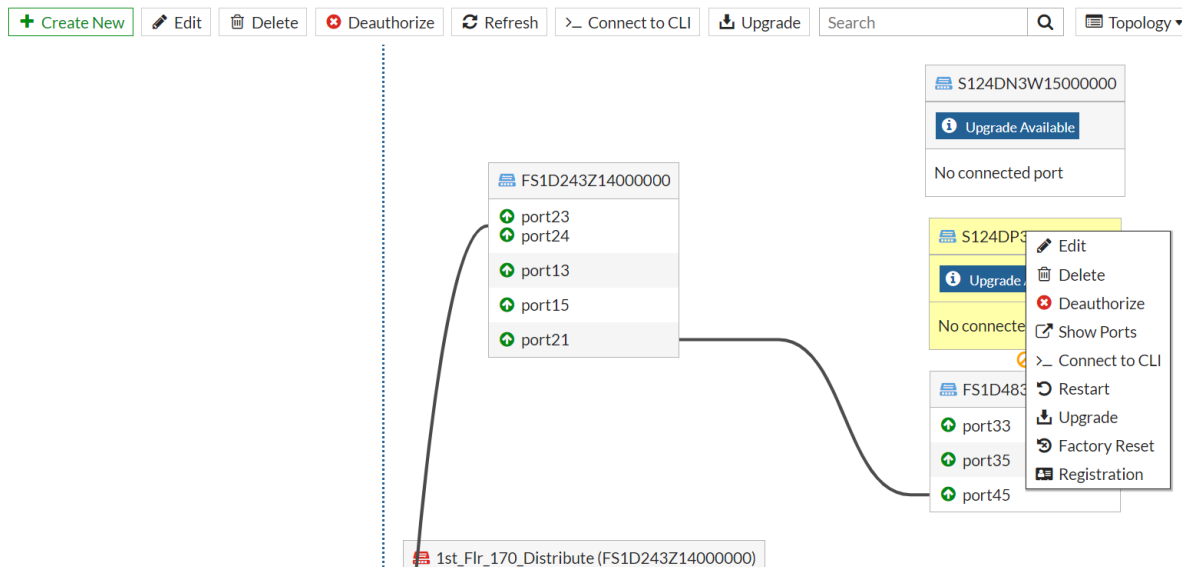 Create New Edit Delete Deauthorize Refresh >_ Connect to CLI Upgrade Search Topology
S124DN3W15000000
Upgrade Available
No connected port
FS1D243Z14000000
port23
port24
port13
port15
port21
S124DP3
Upgrade
No connecte
Edit
Delete
Deauthorize
Show Ports
>_ Connect to CLI
Restart
Upgrade
Factory Reset
Registration
FS1D483
port33
port35
port45
1st_Flr_170_Distribute (FS1D243Z14000000)